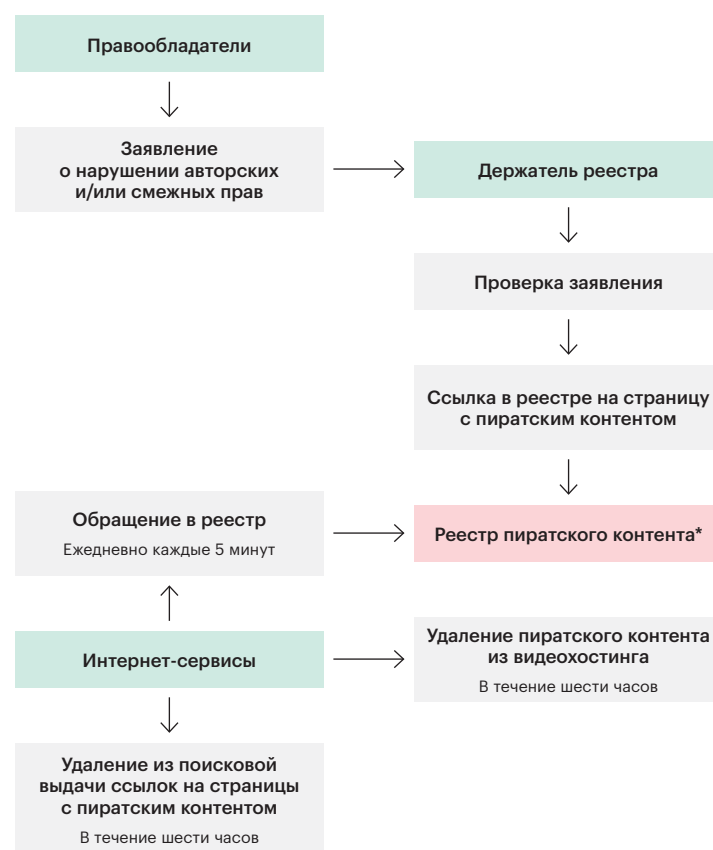 Правообладатели
Заявление
о нарушении авторских
и/или смежных прав
Держатель реестра
Проверка заявления
Ссылка в реестре на страницу
с пиратским контентом
Обращение в реестр
Ежедневно каждые 5 минут
Реестр пиратского контента*
Интернет-сервисы
Удаление пиратского контента
из видеохостинга
В течение шести часов
Удаление из поисковой
выдачи ссылок на страницы
с пиратским контентом
В течение шести часов